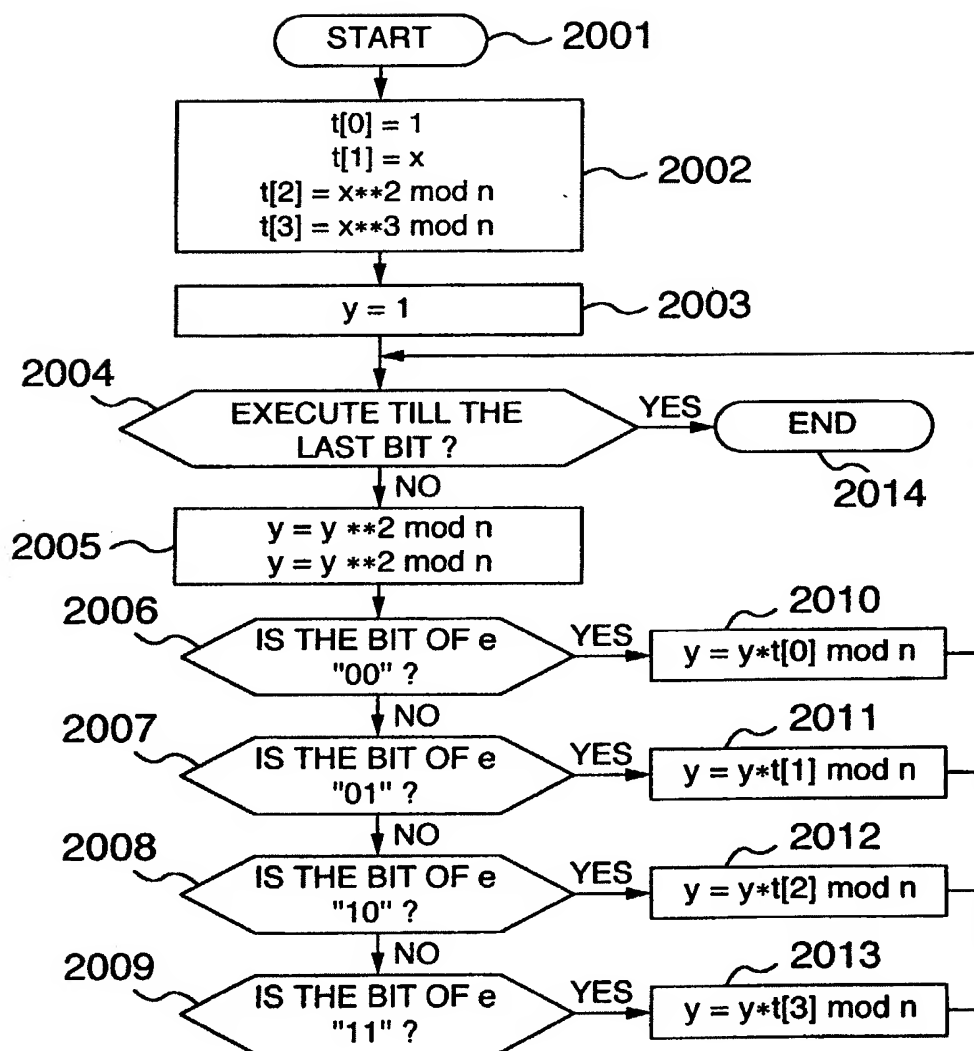 START
2001
t[0] = 1
t[1] = x
t[2] = x**2 mod n
t[3] = x**3 mod n
2002
y = 1
2003
2004
EXECUTE TILL THE
LAST BIT ?
YES
END
2014
NO
2005
y = y **2 mod n
y = y **2 mod n
2006
IS THE BIT OF e
"00" ?
YES
2010
y = y*t[0] mod n
NO
2007
IS THE BIT OF e
"01" ?
YES
2011
y = y*t[1] mod n
NO
2008
IS THE BIT OF e
"10" ?
YES
2012
y = y*t[2] mod n
NO
2009
IS THE BIT OF e
"11" ?
YES
2013
y = y*t[3] mod n